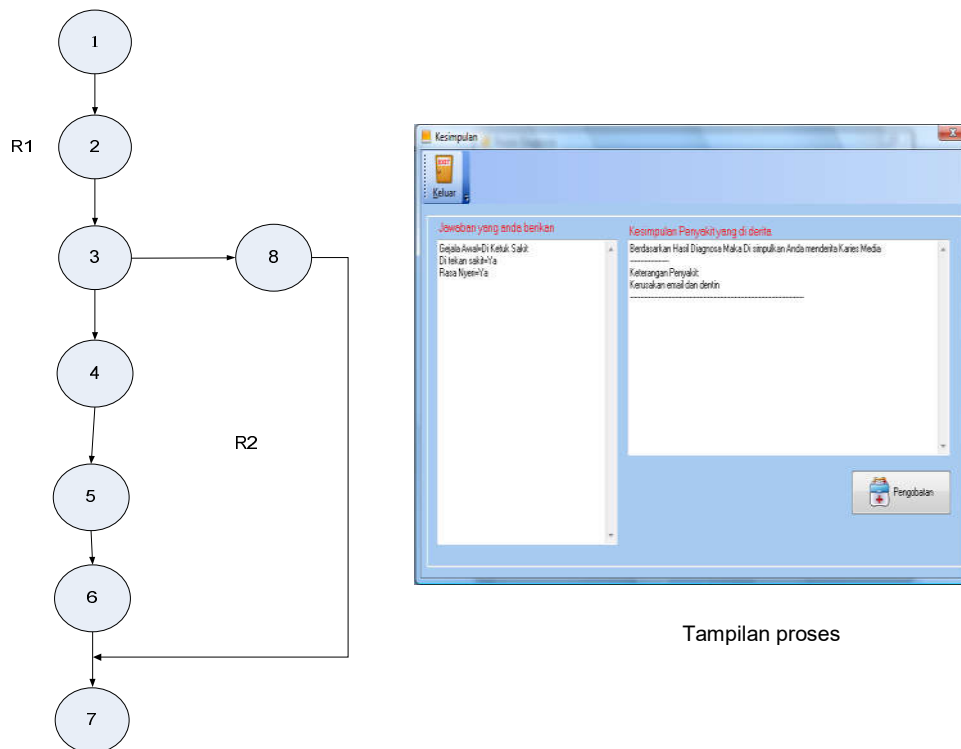 1
R1
2
3
8
4
R2
5
6
7
Kesimpulan
EXIT
Keluar
Jawaban yang anda berikan
Gejala Awal=Di Ketuk Sakit
Di tekan sakit=Ya
Rasa Nyeri=Ya
Kesimpulan Penyakit yang di derita
Berdasarkan Hasil Diagnosa Maka Di simpulkan Anda menderita Karies Media
---------------
Keterangan Penyakit:
Kerusakan email dan dentin
------------------------------------------------------------------
Pengobatan
Tampilan proses